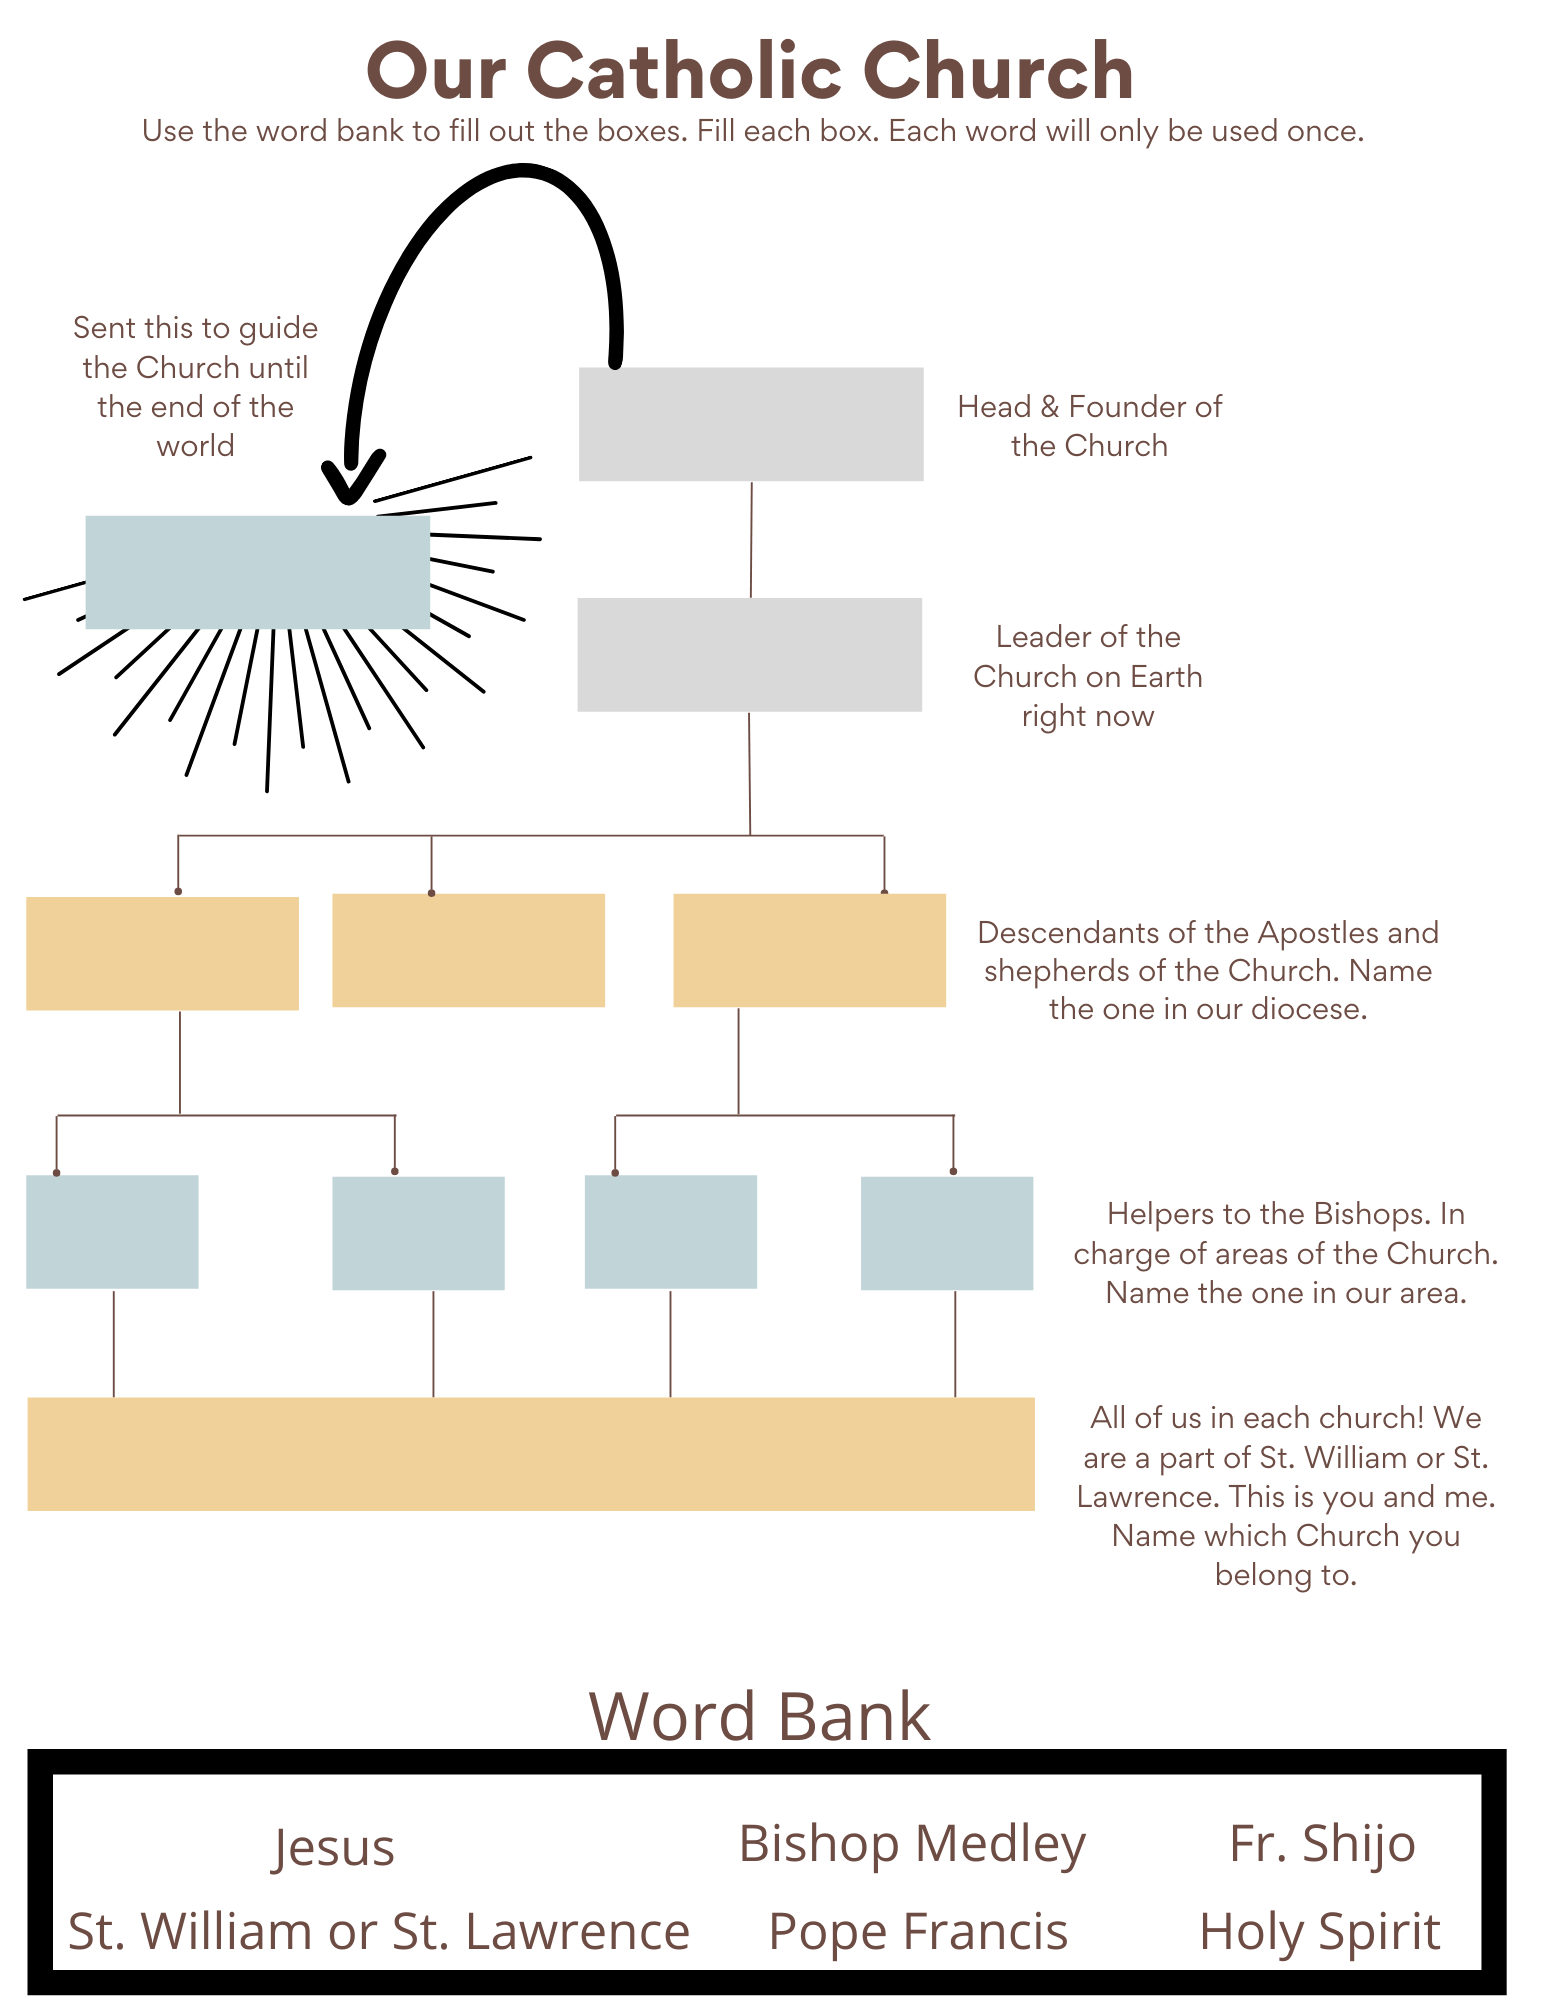 Our Catholic Church
Use the word bank to fill out the boxes. Fill each box. Each word will only be used once.
Sent this to guide
the Church until
the end of the
world
Head & Founder of
the Church
Leader of the
Church on Earth
right now
Descendants of the Apostles and
shepherds of the Church. Name
the one in our diocese.
Helpers to the Bishops. In
charge of areas of the Church.
Name the one in our area.
All of us in each church! We
are a part of St. William or St.
Lawrence. This is you and me.
Name which Church you
belong to.
Word Bank
Jesus
Bishop Medley
Fr. Shijo
St. William or St. Lawrence
Pope Francis
Holy Spirit